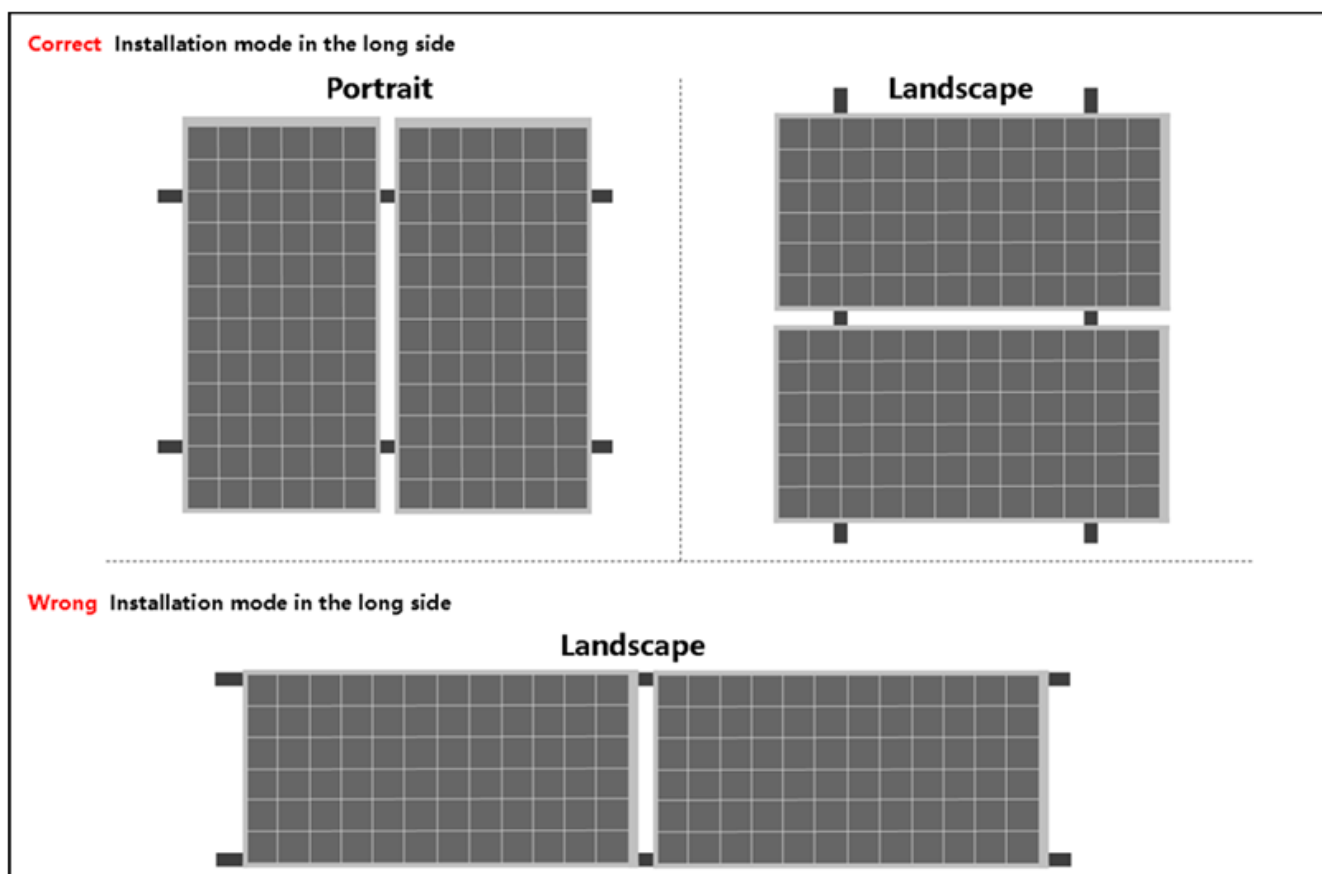 Correct Installation mode in the long side
Portrait
Landscape
Wrong Installation mode in the long side
Landscape